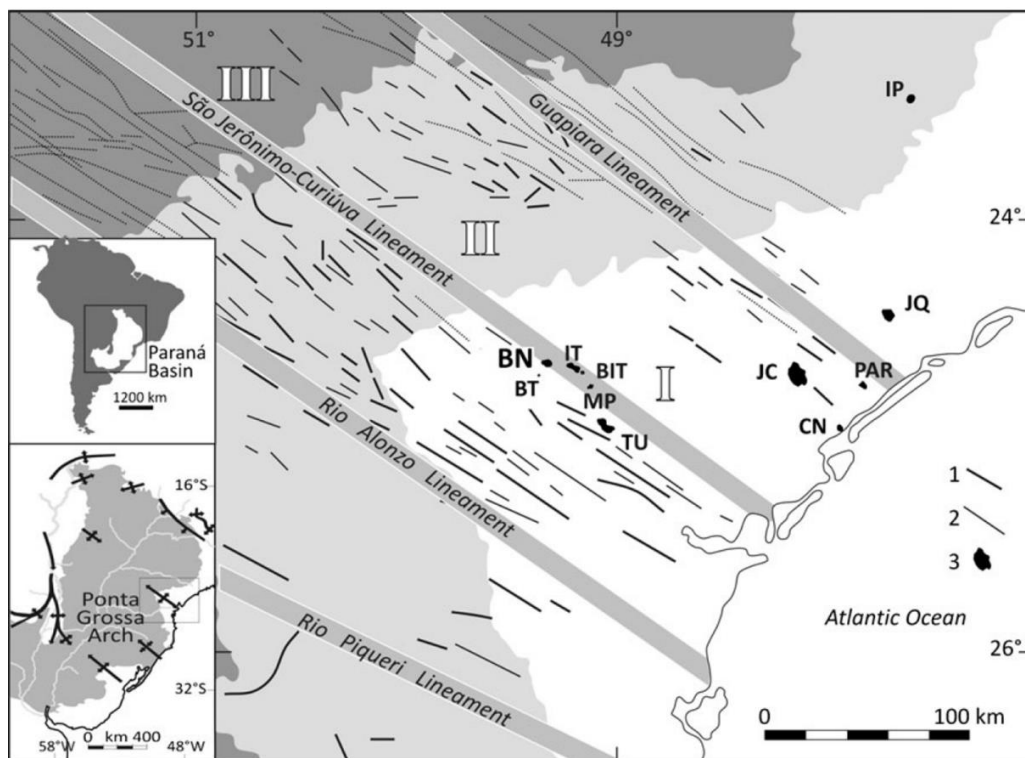 51°
49°
III
IP
São Jerônimo-Curiúva Lineament
Guapiara Lineament
24°
II
JQ
Paraná
Basin
1200 km
BN
IT
BIT
I
JC
PAR
BT
MP
CN
TU
Rio Alonzo Lineament
1
16°S
2
3
Ponta
Grossa
Arch
Atlantic Ocean
Rio Piqueri Lineament
26°
32°S
0 100 km
0 km 400
58°W 48°W